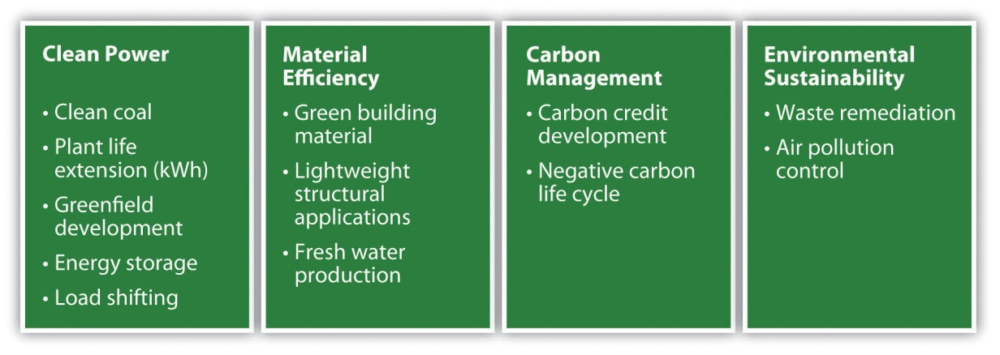 Clean Power
• Clean coal
• Plant life
extension (kWh)
• Greenfield
development
• Energy storage
• Load shifting
Material
Efficiency
• Green building
material
• Lightweight
structural
applications
• Fresh water
production
Carbon
Management
• Carbon credit
development
• Negative carbon
life cycle
Environmental
Sustainability
• Waste remediation
• Air pollution
control